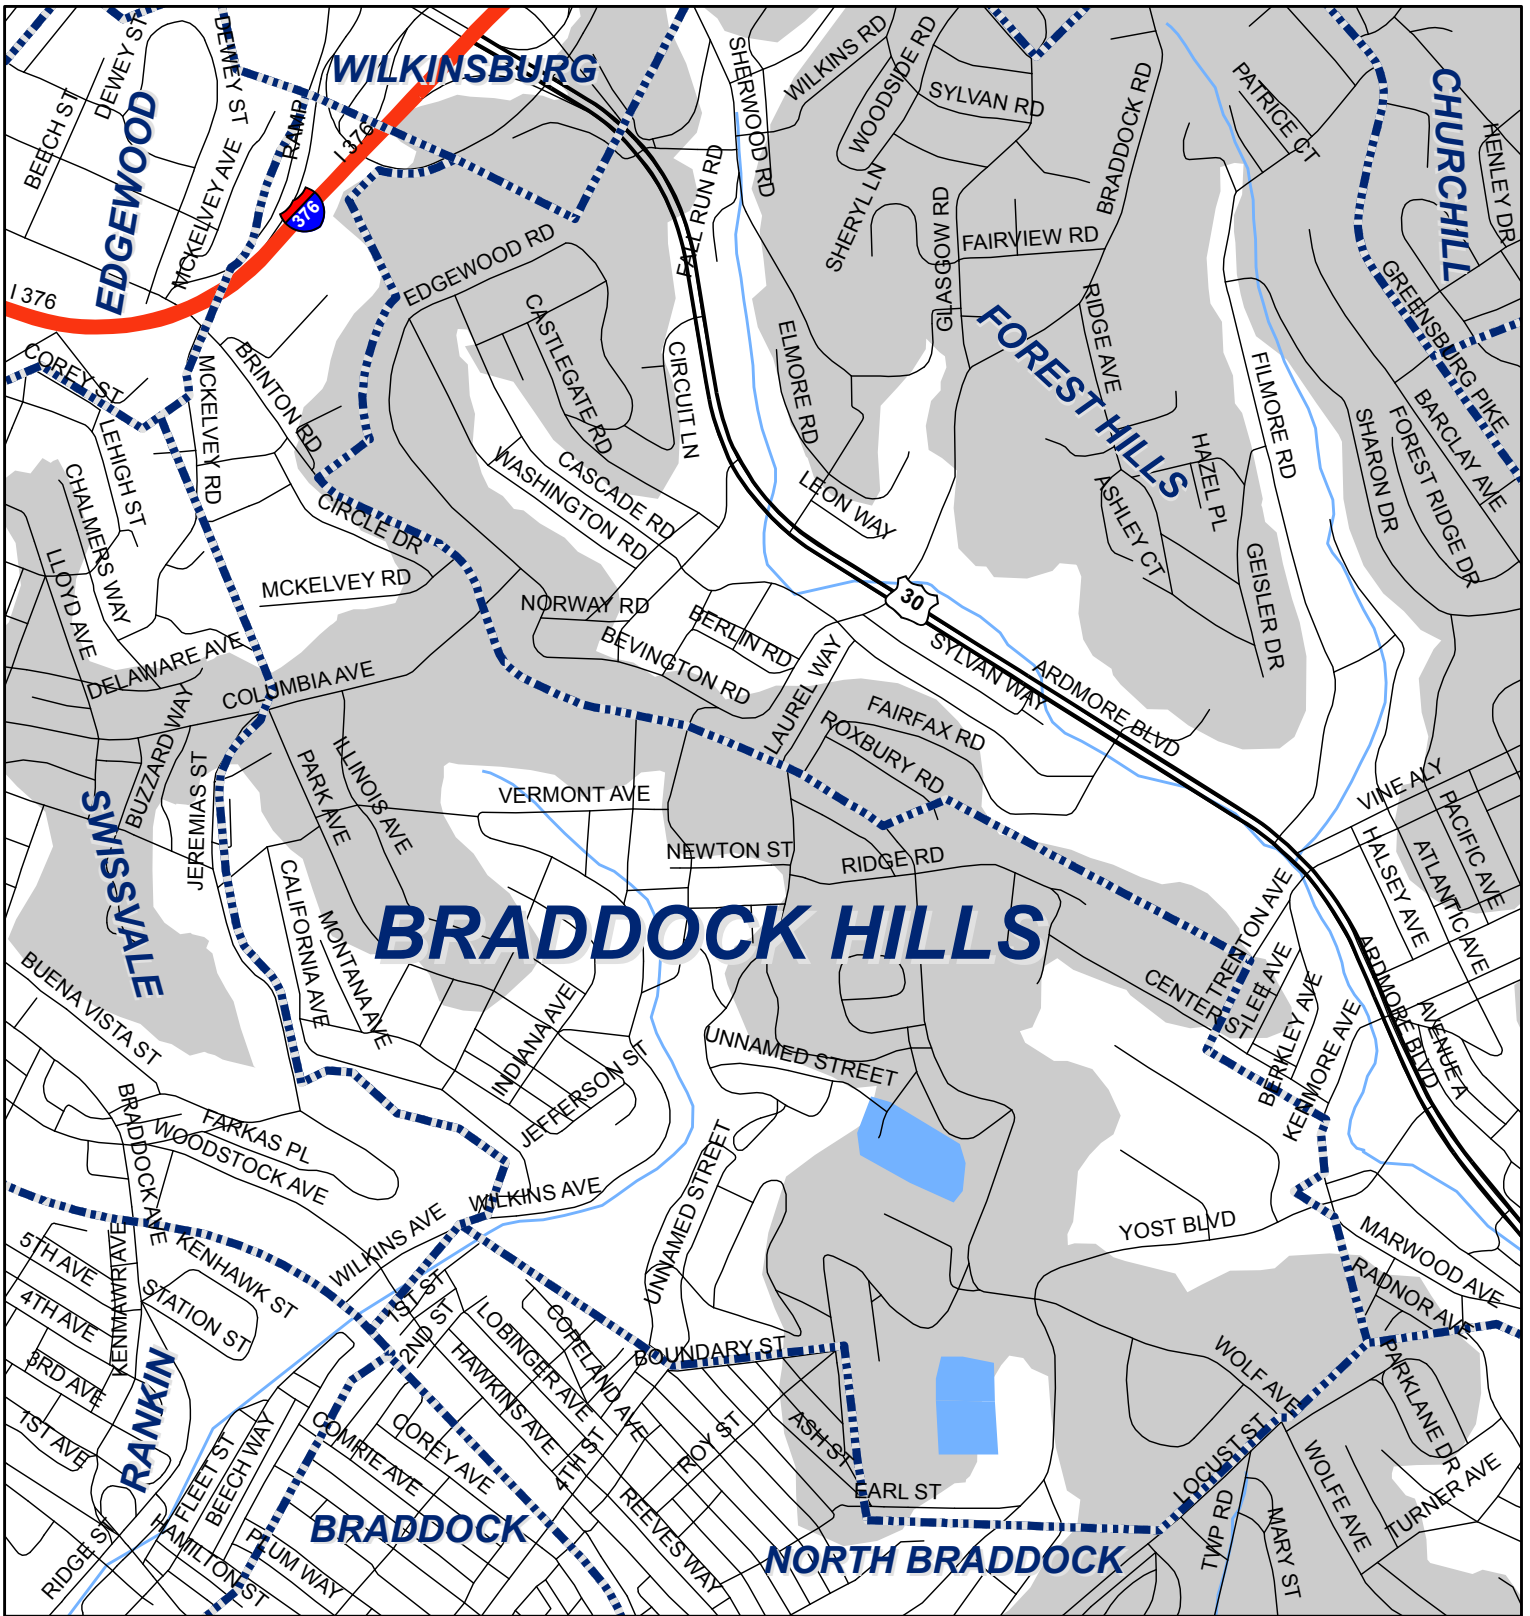 WILKINSBURG
EDGEWOOD
CHURCHILL
FOREST HILLS
SWISSVALE
BRADDOCK HILLS
RANKIN
BRADDOCK
NORTH BRADDOCK
DEWEY ST
DEWEY ST
BEECH ST
MCKELVEY AVE
RAMP
I 376
376
I 376
SHERWOOD RD
WILKINS RD
WOODSIDE RD
SYLVAN RD
BRADDOCK RD
PATRICE CT
HENLEY DR
FALL RUN RD
SHERYL LN
GLASGOW RD
FAIRVIEW RD
EDGEWOOD RD
GREENSBURG PIKE
COREY ST
MCKELVEY RD
BRINTON RD
CASTLEGATE RD
CIRCUIT LN
ELMORE RD
RIDGE AVE
FILMORE RD
BARCLAY AVE
FOREST RIDGE DR
SHARON DR
LEHIGH ST
CHALMERS WAY
LLOYD AVE
CIRCLE DR
MCKELVEY RD
WASHINGTON RD
CASCADE RD
LEON WAY
HAZEL PL
ASHLEY CT
GEISLER DR
NORWAY RD
BEVINGTON RD
BERLIN RD
LAUREL WAY
30
SYLVAN WAY
ARDMORE BLVD
DELAWARE AVE
COLUMBIA AVE
BUZZARD WAY
JEREMIAS ST
PARK AVE
ILLINOIS AVE
FAIRFAX RD
ROXBURY RD
VERMONT AVE
NEWTON ST
RIDGE RD
VINE ALY
PACIFIC AVE
ATLANTIC AVE
HALSEY AVE
CALIFORNIA AVE
MONTANA AVE
TRENTON AVE
LEE AVE
CENTER ST
BERKLEY AVE
KENMORE AVE
ARDMORE BLVD
AVENUE A
BUENA VISTA ST
INDIANA AVE
JEFFERSON ST
UNNAMED STREET
BRADDOCK AVE
FARKAS PL
WOODSTOCK AVE
UNNAMED STREET
WILKINS AVE
WILKINS AVE
YOST BLVD
MARWOOD AVE
RADNOR AVE
5TH AVE
4TH AVE
3RD AVE
1ST AVE
KENMAWR AVE
KENHAWK ST
STATION ST
1ST ST
2ND ST
LOBINGER AVE
COPELAND AVE
HAWKINS AVE
BOUNDARY ST
WOLF AVE
PARKLANE DR
ROY ST
ASH ST
4TH ST
COREY AVE
COMRIE AVE
FLEET ST
BEECH WAY
REEVES WAY
EARL ST
LOCUST ST
WOLFE AVE
TURNER AVE
TWP RD
MARY ST
RIDGE ST
HAMILTON ST
PLUM WAY